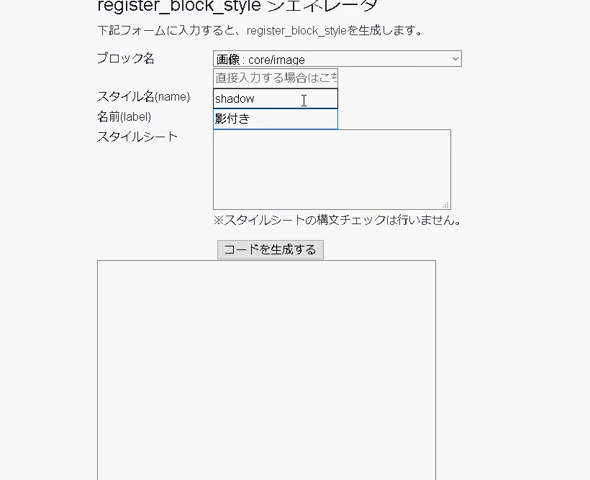 register_block_style ジェネレータ
下記フォームに入力すると、register_block_styleを生成します。
ブロック名 画像 : core/image
直接入力する場合はこち
スタイル名(name) shadow
名前(label) 影付き
スタイルシート
※スタイルシートの構文チェックは行いません。
コードを生成する